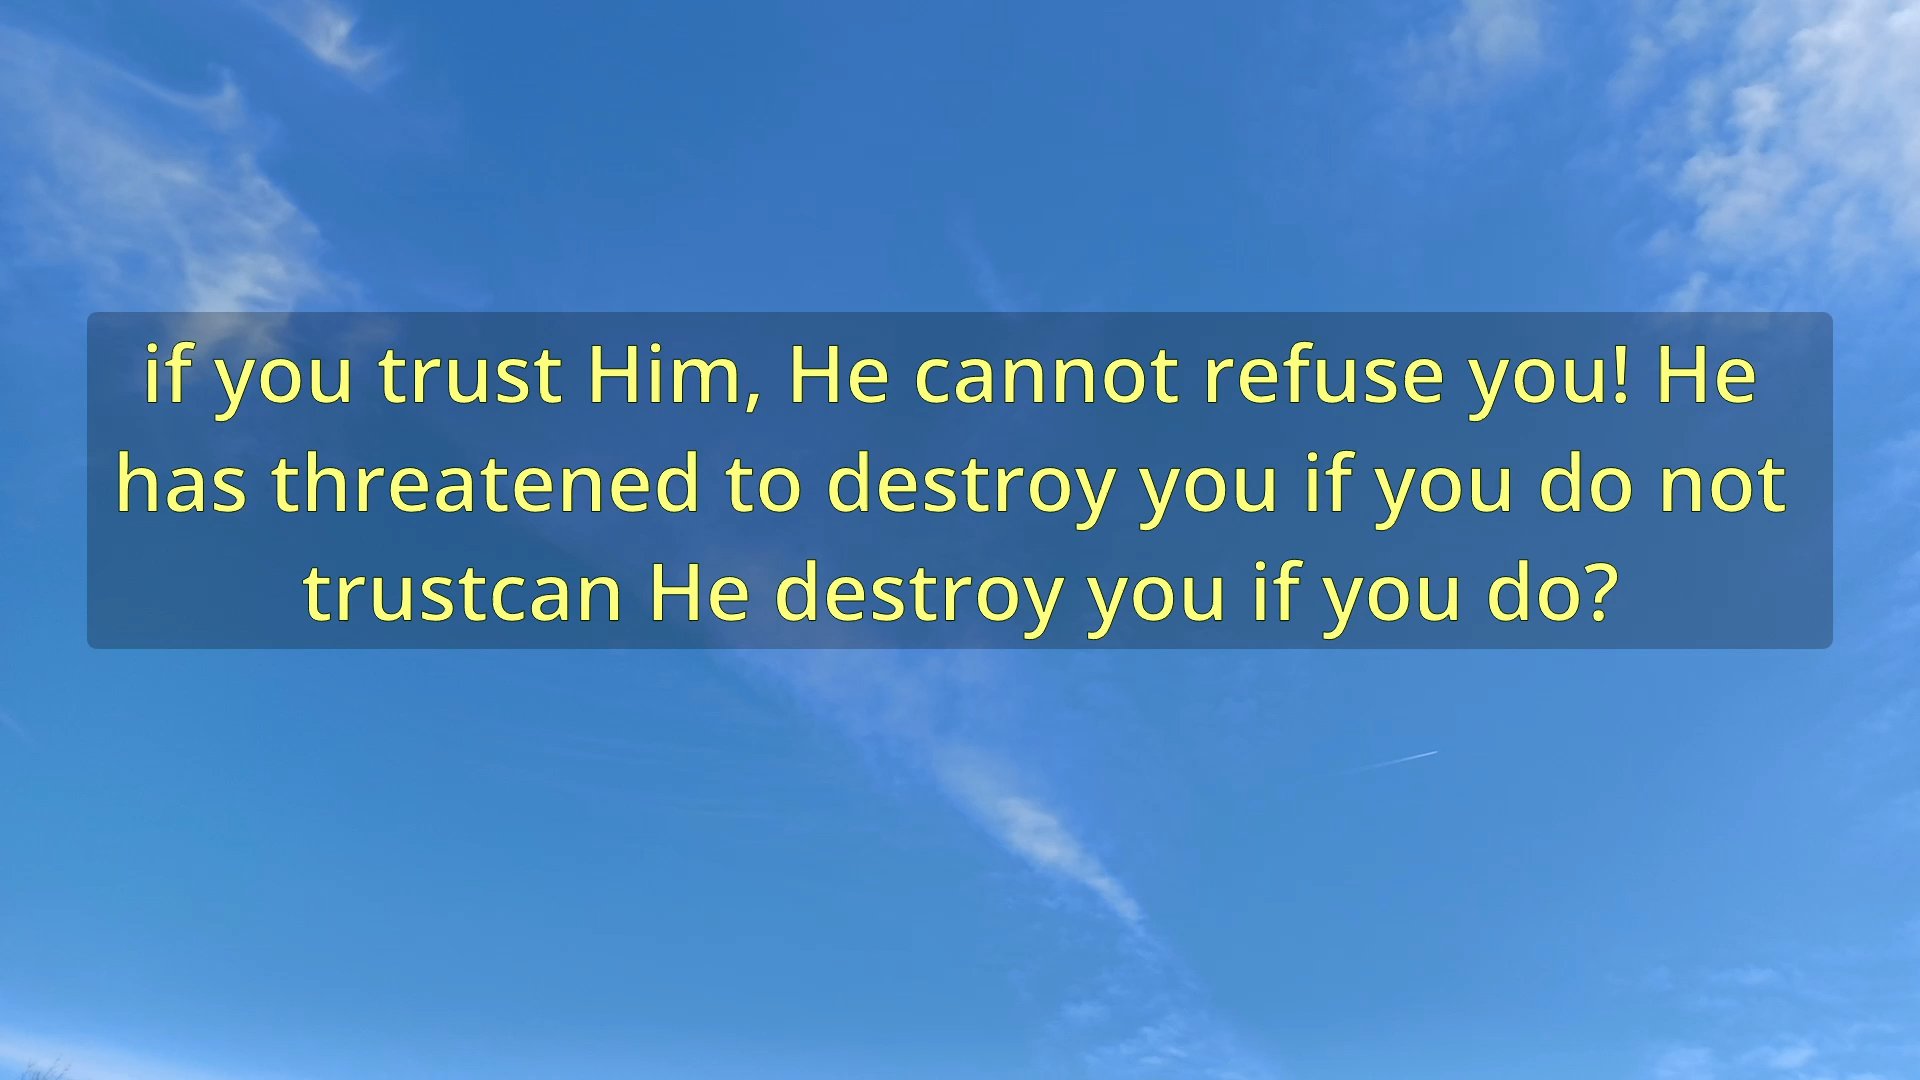 if you trust Him, He cannot refuse you! He
has threatened to destroy you if you do not
trustcan He destroy you if you do?